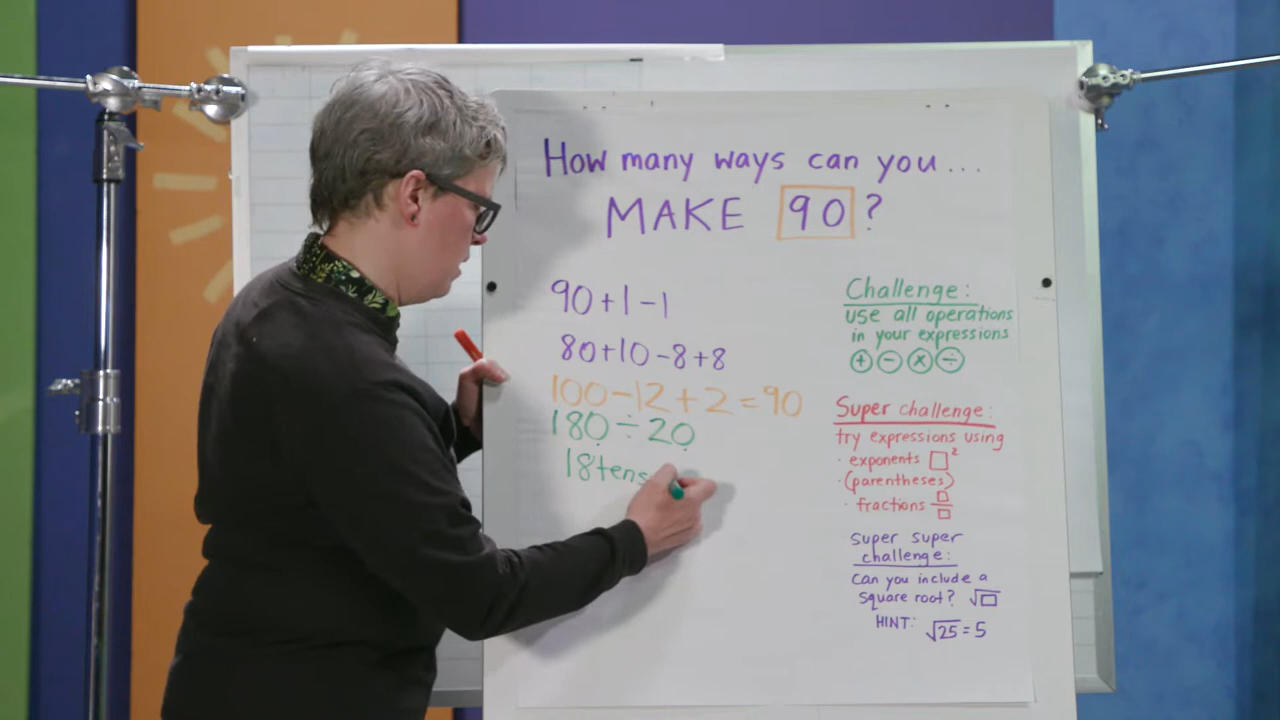 How many ways can you...
MAKE 90?
90+1-1
80+10-8+8
100-12+2=90
180÷20
18tens
Challenge:
use all operations
in your expressions
+ - × ÷
Super challenge:
try expressions using
· exponents □²
· (parentheses)
· fractions □/□
Super super
challenge:
Can you include a
square root? √□
HINT: √25=5